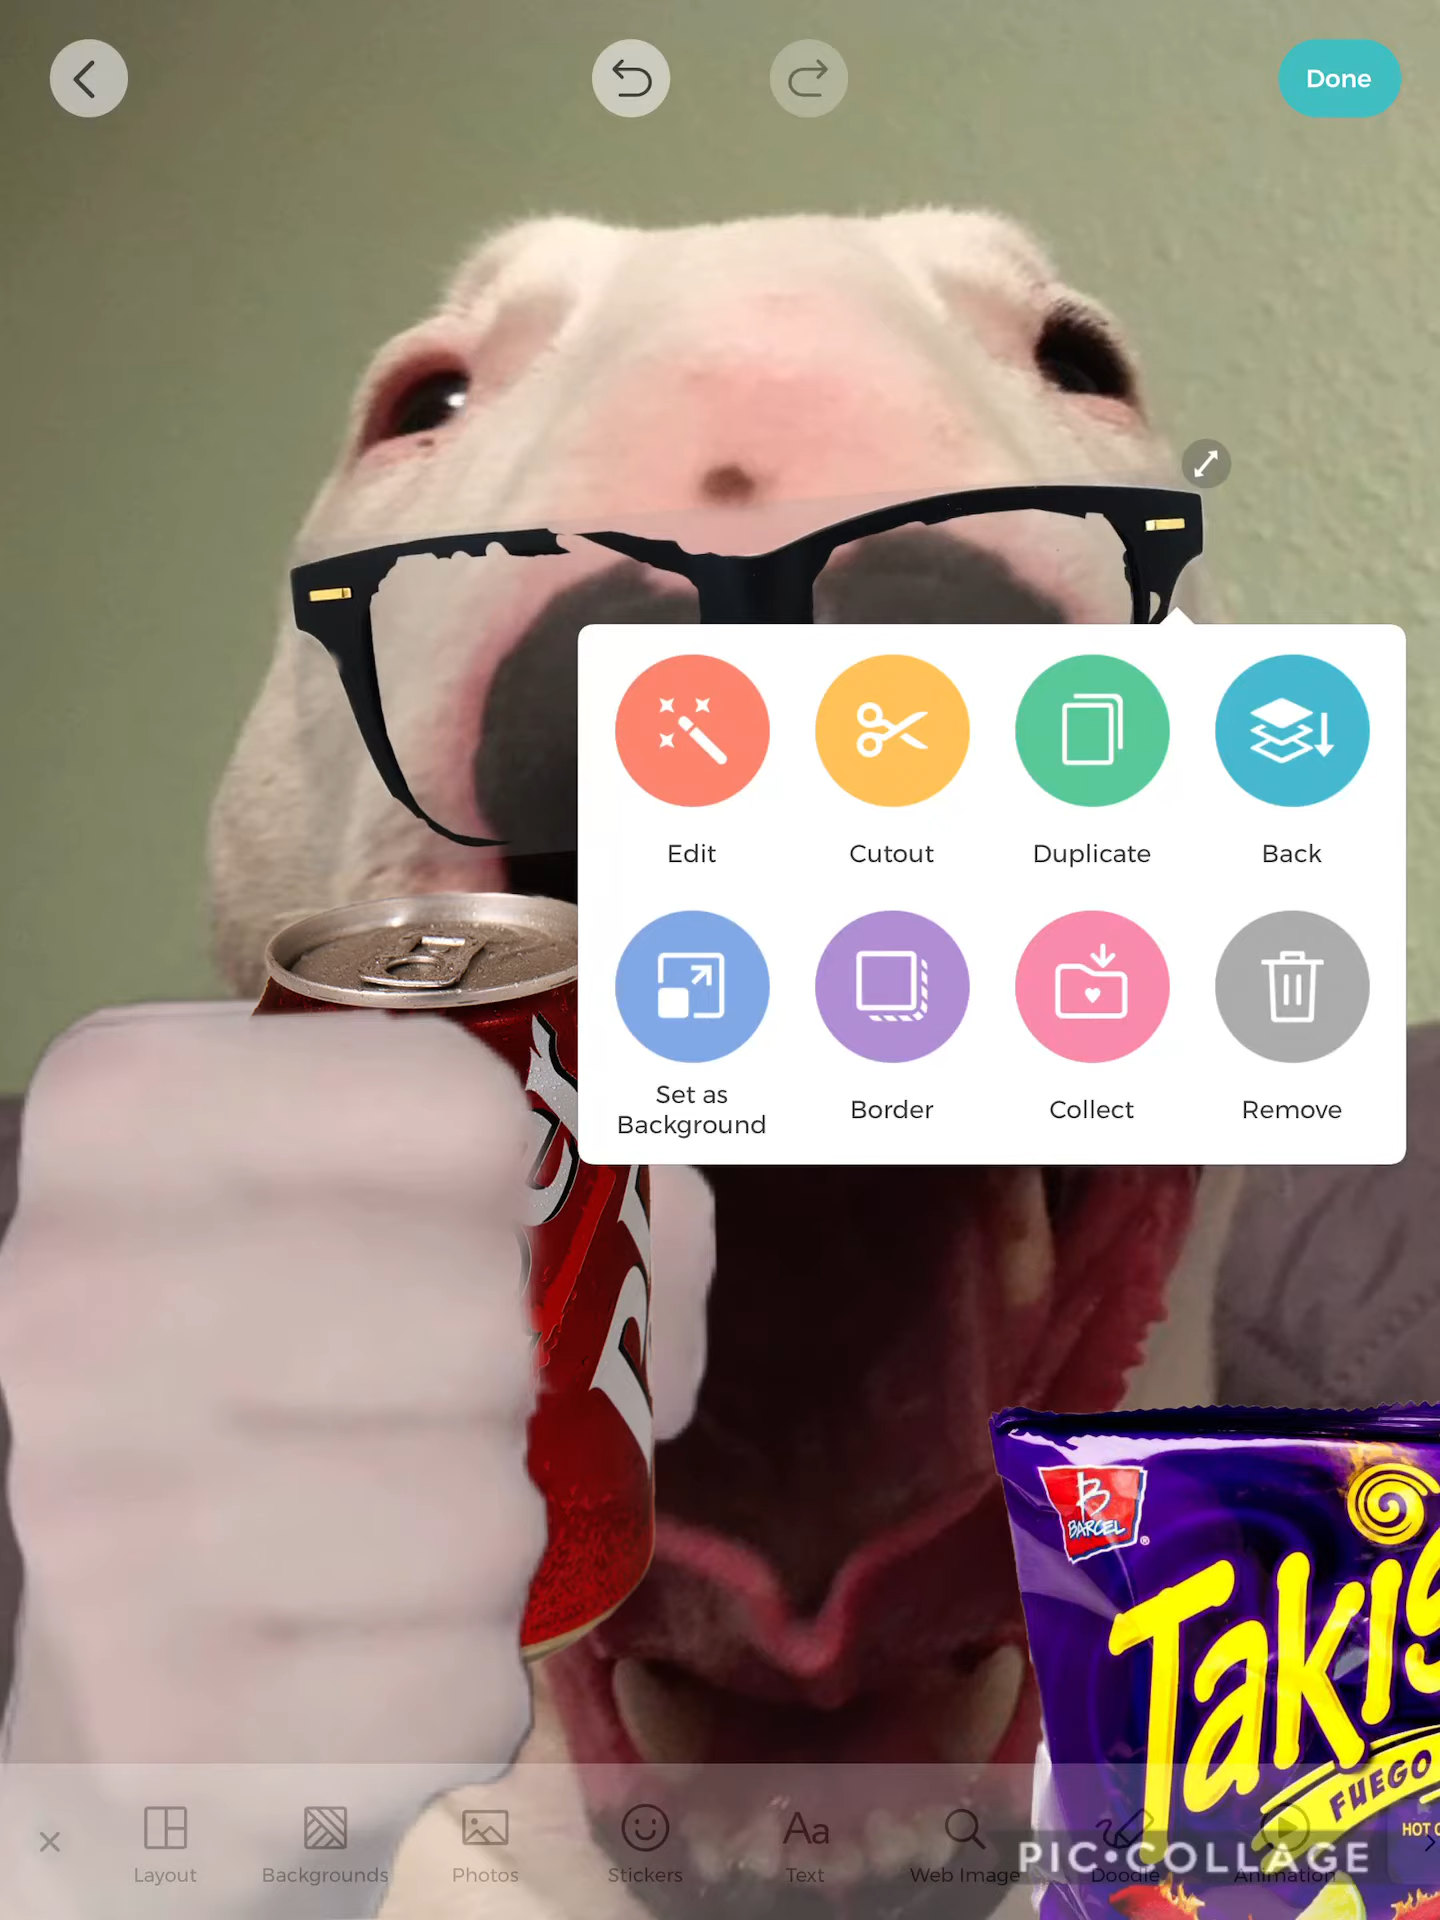 Done
Edit
Cutout
Duplicate
Back
Set as
Background
Border
Collect
Remove
B
BARCEL
Takis
FUEGO
HOT
Layout
Backgrounds
Photos
Stickers
Aa
Text
Web Image
Doodle
Animation
PIC•COLLAGE